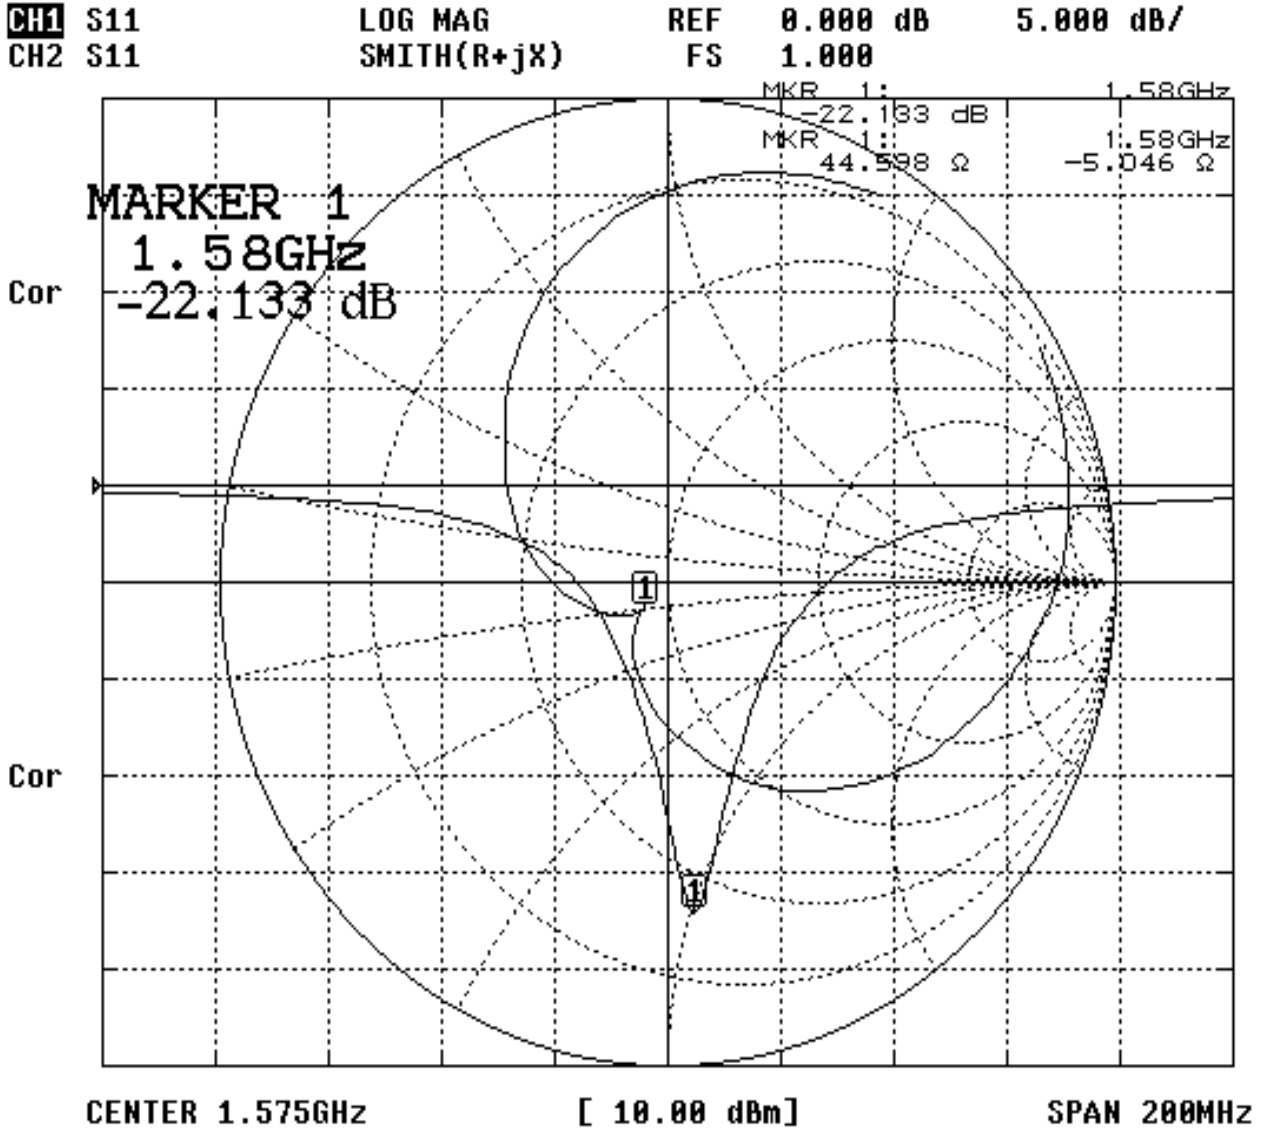 CH1 S11 LOG MAG REF 0.000 dB 5.000 dB/
CH2 S11 SMITH(R+jX) FS 1.000
MKR 1: 1.58GHz
-22.133 dB
MKR 1: 1.58GHz
44.598 Ω -5.046 Ω
MARKER 1
1.58GHz
-22.133 dB
Cor
1
Cor
1
CENTER 1.575GHz [ 10.00 dBm] SPAN 200MHz